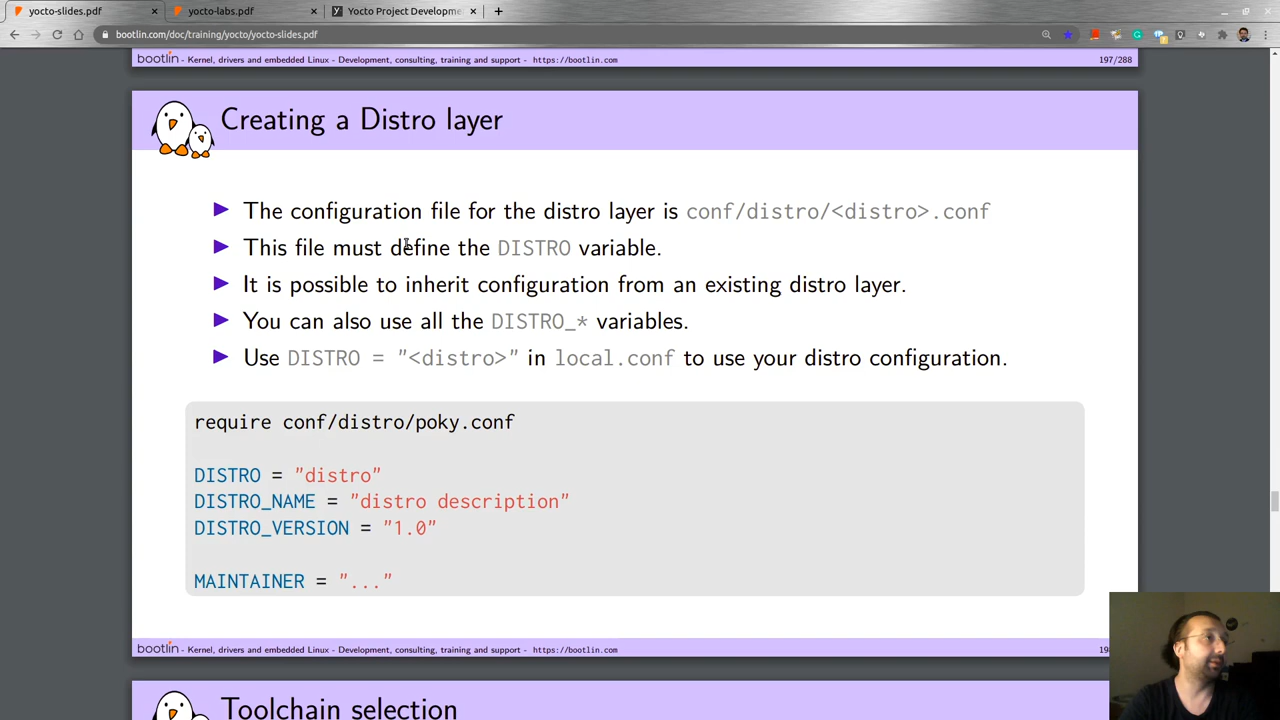 yocto-slides.pdf
yocto-labs.pdf
Yocto Project Developme
bootlin.com/doc/training/yocto/yocto-slides.pdf
bootlin - Kernel, drivers and embedded Linux - Development, consulting, training and support - https://bootlin.com
197/288
Creating a Distro layer
The configuration file for the distro layer is conf/distro/<distro>.conf
This file must define the DISTRO variable.
It is possible to inherit configuration from an existing distro layer.
You can also use all the DISTRO_* variables.
Use DISTRO = "<distro>" in local.conf to use your distro configuration.
require conf/distro/poky.conf
DISTRO = "distro"
DISTRO_NAME = "distro description"
DISTRO_VERSION = "1.0"
MAINTAINER = "..."
bootlin - Kernel, drivers and embedded Linux - Development, consulting, training and support - https://bootlin.com
Toolchain selection